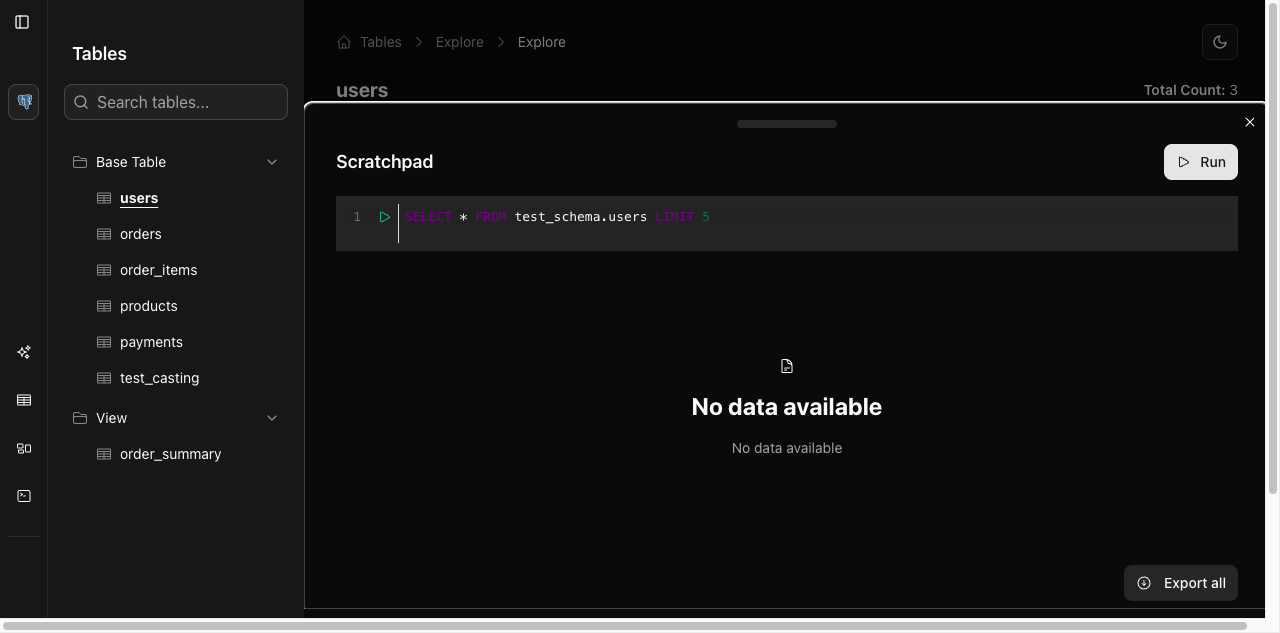 Tables
Search tables...
Base Table
users
orders
order_items
products
payments
test_casting
View
order_summary
Tables
Explore
Explore
users
Total Count: 3
Scratchpad
Run
1
SELECT * FROM test_schema.users LIMIT 5
No data available
No data available
Export all